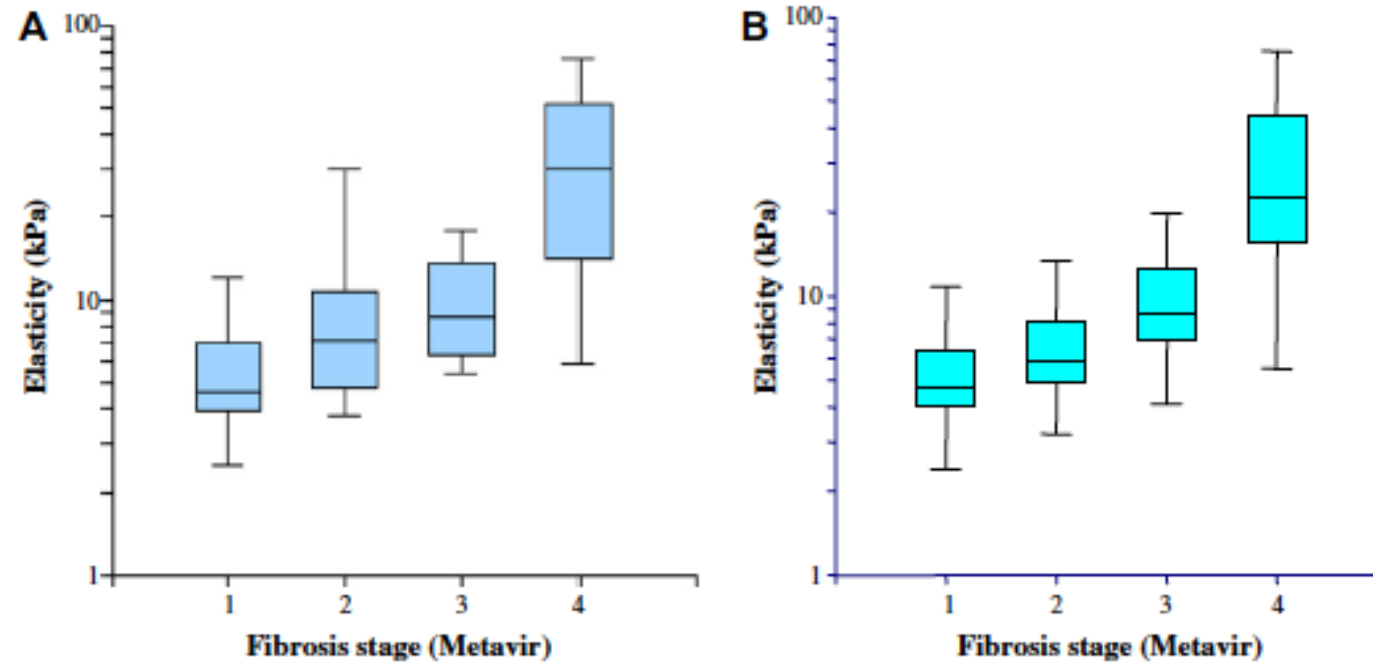 A
100
10
1
Elasticity (kPa)
1 2 3 4
Fibrosis stage (Metavir)
B
100
10
1
Elasticity (kPa)
1 2 3 4
Fibrosis stage (Metavir)